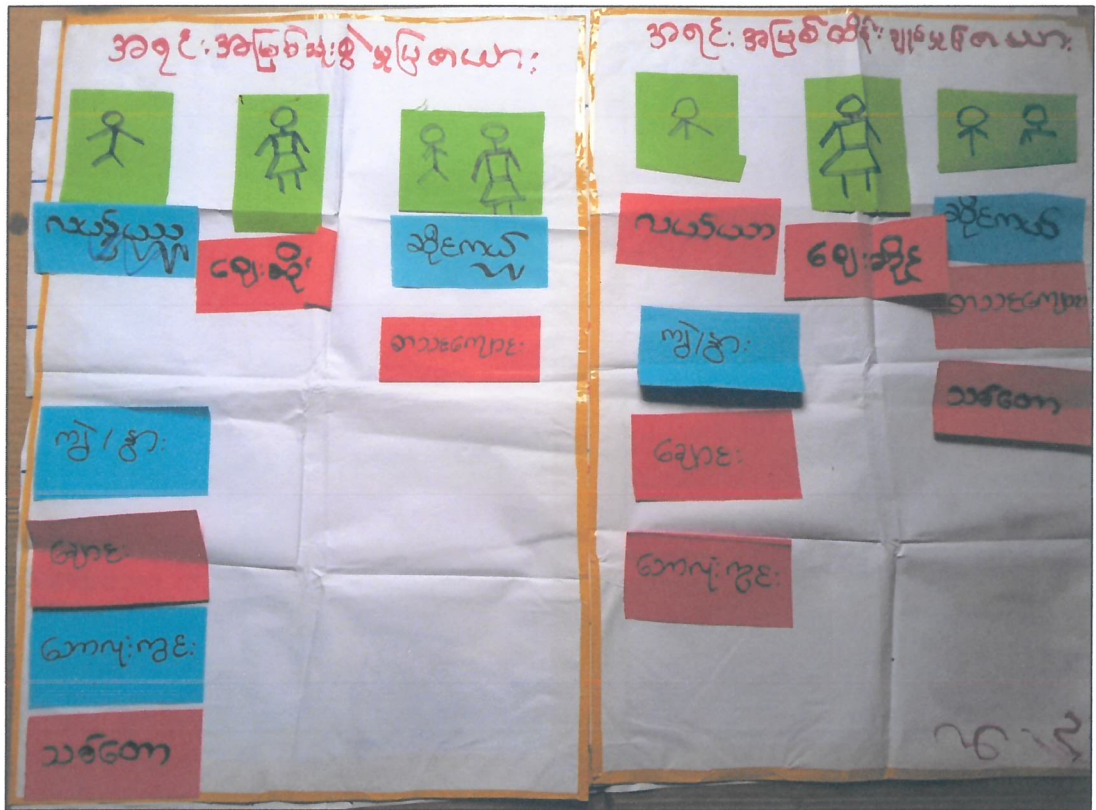 အရင်းအမြစ်သုံးစွဲမှုပြဇယား
လယ်ယာ
ဈေးဆိုင်
ဆိုင်ကယ်
စာသင်ကျောင်း
ကျွဲ/နွား
ချောင်း
ဘောလုံးကွင်း
သစ်တော
အရင်းအမြစ်ထိန်းချုပ်မှုပြဇယား
လယ်ယာ
ဈေးဆိုင်
ဆိုင်ကယ်
စာသင်ကျောင်း
ကျွဲ/နွား
သစ်တော
ချောင်း
ဘောလုံးကွင်း